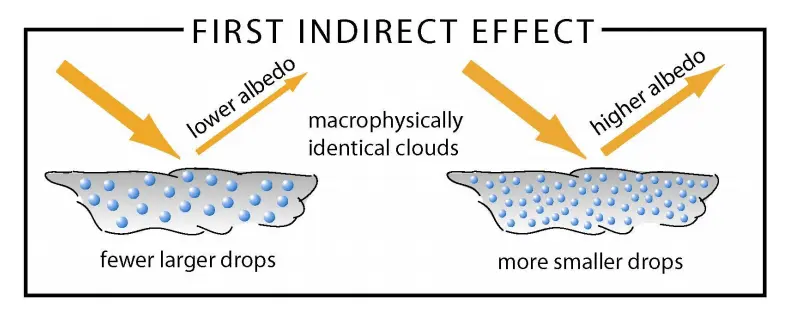 FIRST INDIRECT EFFECT
lower albedo
macrophysically
identical clouds
higher albedo
fewer larger drops
more smaller drops